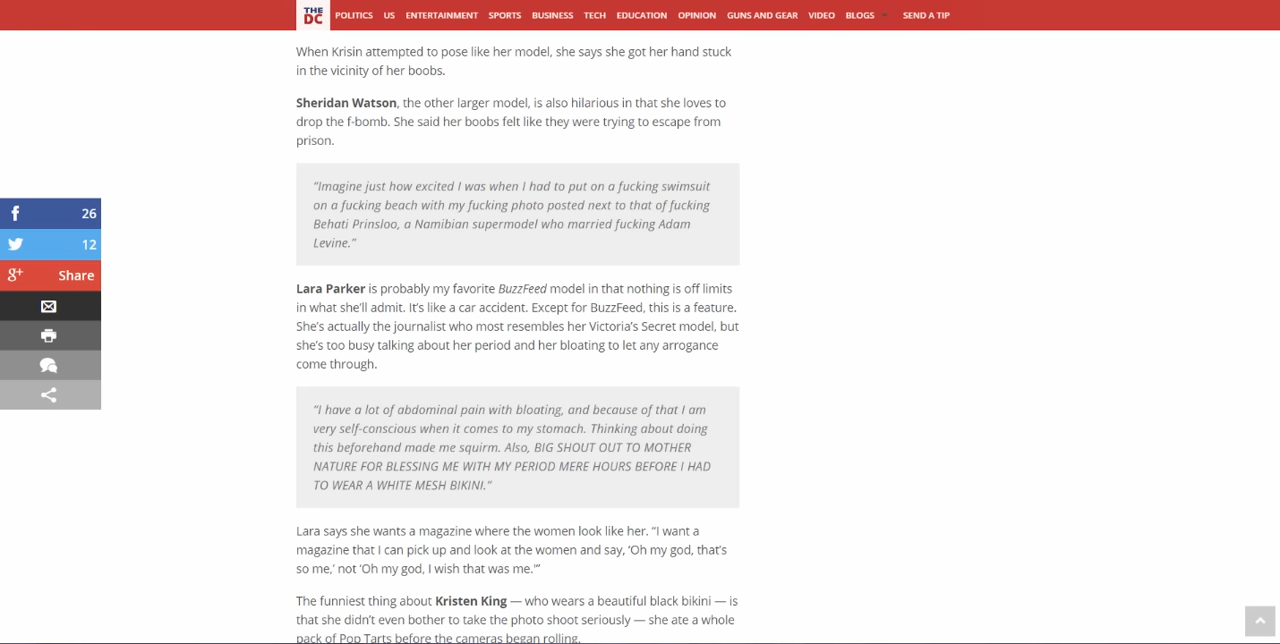 THE
DC
POLITICS US ENTERTAINMENT SPORTS BUSINESS TECH EDUCATION OPINION GUNS AND GEAR VIDEO BLOGS SEND A TIP
When Krisin attempted to pose like her model, she says she got her hand stuck
in the vicinity of her boobs.
Sheridan Watson, the other larger model, is also hilarious in that she loves to
drop the f-bomb. She said her boobs felt like they were trying to escape from
prison.
“Imagine just how excited I was when I had to put on a fucking swimsuit
on a fucking beach with my fucking photo posted next to that of fucking
Behati Prinsloo, a Namibian supermodel who married fucking Adam
Levine.”
f 26
12
g+ Share
Lara Parker is probably my favorite BuzzFeed model in that nothing is off limits
in what she’ll admit. It’s like a car accident. Except for BuzzFeed, this is a feature.
She’s actually the journalist who most resembles her Victoria’s Secret model, but
she’s too busy talking about her period and her bloating to let any arrogance
come through.
“I have a lot of abdominal pain with bloating, and because of that I am
very self-conscious when it comes to my stomach. Thinking about doing
this beforehand made me squirm. Also, BIG SHOUT OUT TO MOTHER
NATURE FOR BLESSING ME WITH MY PERIOD MERE HOURS BEFORE I HAD
TO WEAR A WHITE MESH BIKINI.”
Lara says she wants a magazine where the women look like her. “I want a
magazine that I can pick up and look at the women and say, ‘Oh my god, that’s
so me,’ not ‘Oh my god, I wish that was me.’”
The funniest thing about Kristen King — who wears a beautiful black bikini — is
that she didn’t even bother to take the photo shoot seriously — she ate a whole
pack of Pop Tarts before the cameras began rolling.